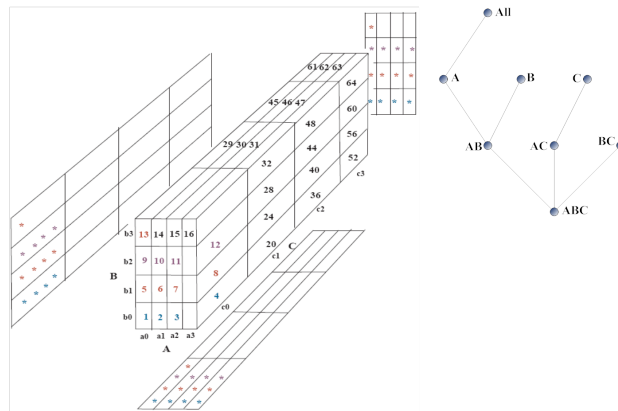 All
61 62 63
64
A
B
C
45 46 47
60
48
29 30 31
56
44
AB
AC
BC
32
52
40
c3
28
36
ABC
c2
24
b3 13 14 15 16
12
20
C
c1
b2 9 10 11
B
8
b1 5 6 7
4
c0
b0 1 2 3
a0 a1 a2 a3
A